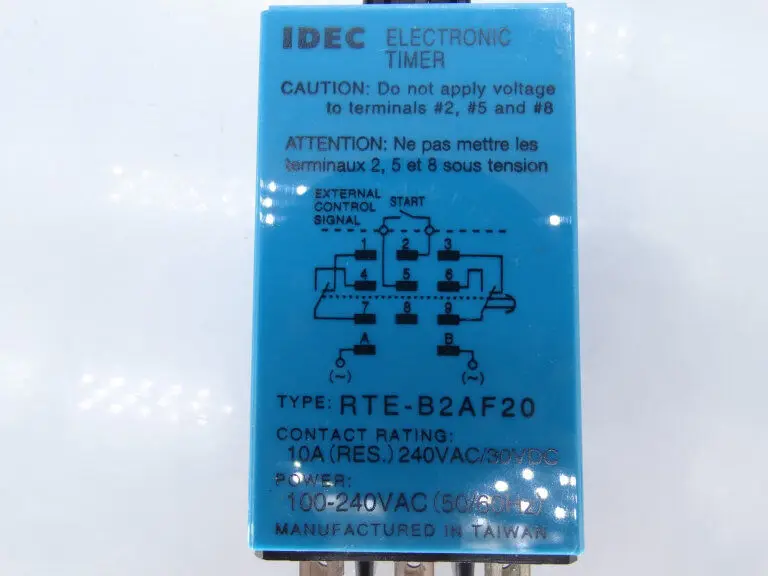 IDEC ELECTRONIC
TIMER
CAUTION: Do not apply voltage
to terminals #2, #5 and #8
ATTENTION: Ne pas mettre les
terminaux 2, 5 et 8 sous tension
EXTERNAL
CONTROL
SIGNAL
START
1 2 3
4 5 6
7 8 9
A B
(~) (~)
TYPE: RTE-B2AF20
CONTACT RATING:
10A (RES.) 240VAC/30VDC
POWER:
100-240VAC (50/60Hz)
MANUFACTURED IN TAIWAN